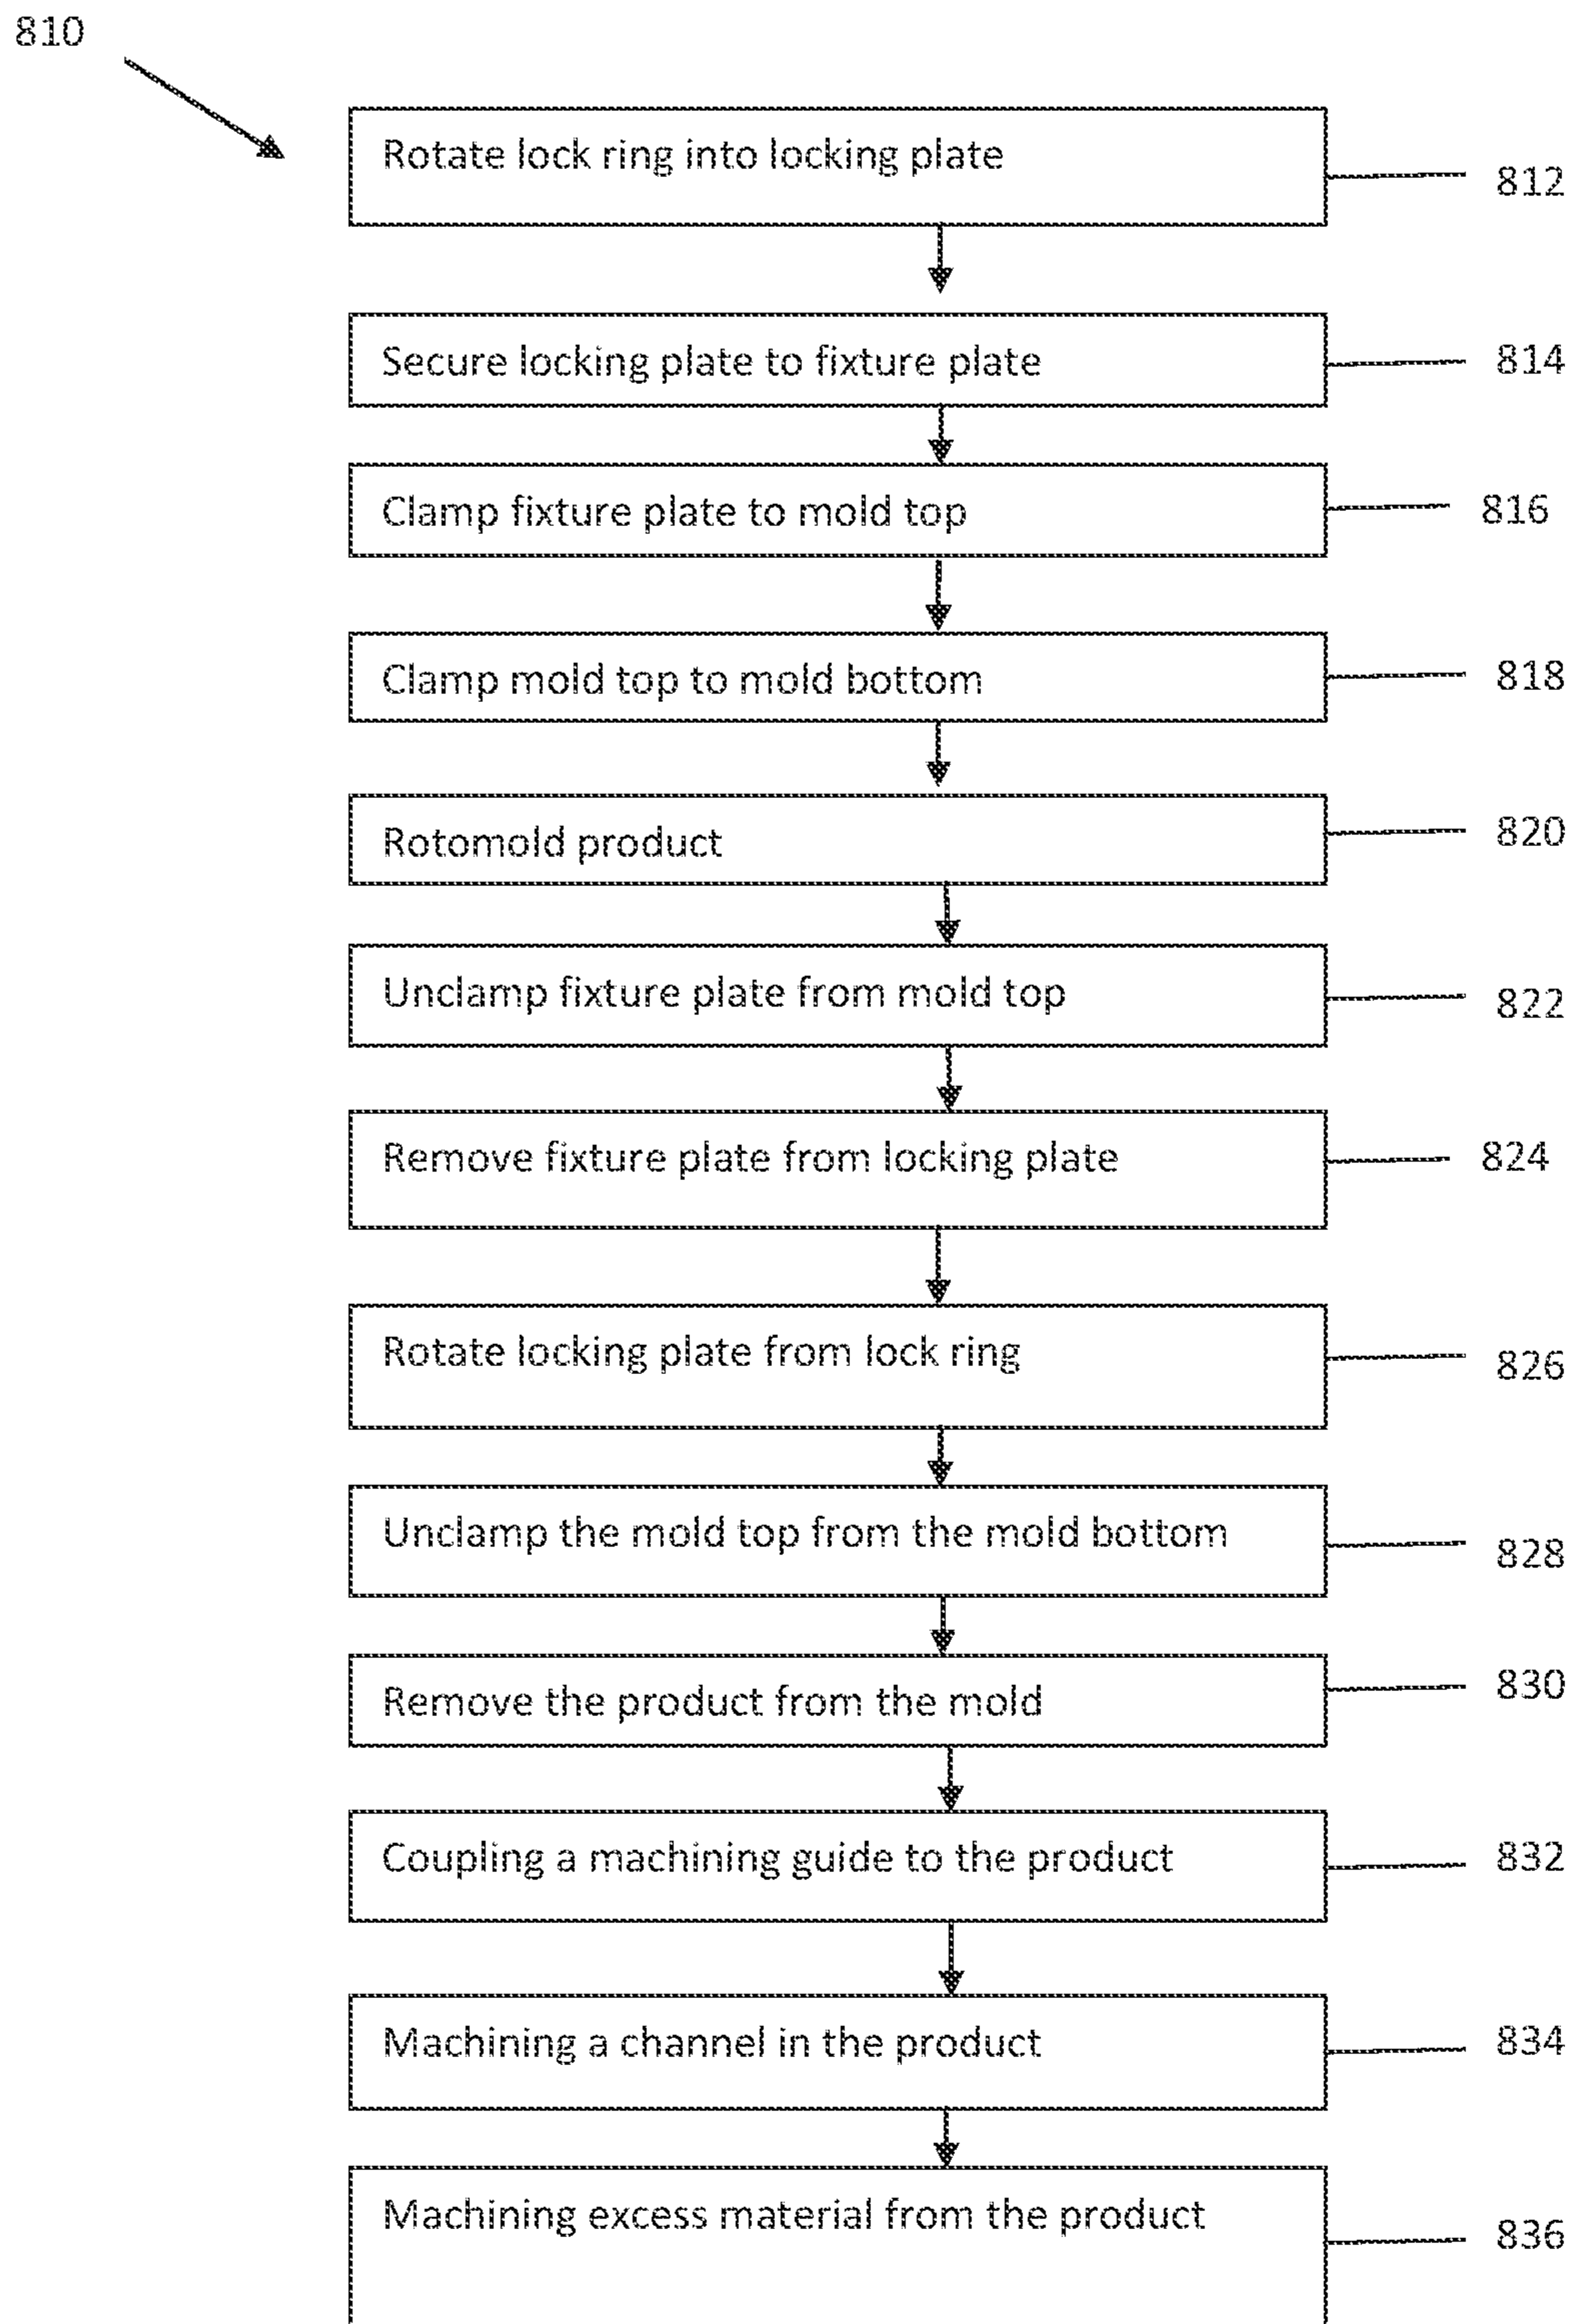 810
Rotate lock ring into locking plate
812
Secure locking plate to fixture plate
814
Clamp fixture plate to mold top
816
Clamp mold top to mold bottom
818
Rotomold product
820
Unclamp fixture plate from mold top
822
Remove fixture plate from locking plate
824
Rotate locking plate from lock ring
826
Unclamp the mold top from the mold bottom
828
Remove the product from the mold
830
Coupling a machining guide to the product
832
Machining a channel in the product
834
Machining excess material from the product
836